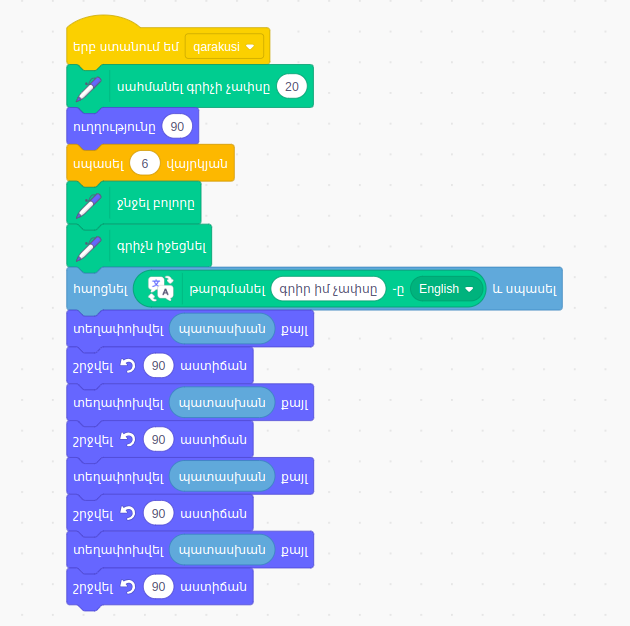 երբ ստանում եմ qarakusi
սահմանել գրիչի չափսը 20
ուղղությունը 90
սպասել 6 վայրկյան
ջնջել բոլորը
գրիչն իջեցնել
հարցնել թարգմանել գրիր իմ չափսը -ը English և սպասել
տեղափոխվել պատասխան քայլ
շրջվել 90 աստիճան
տեղափոխվել պատասխան քայլ
շրջվել 90 աստիճան
տեղափոխվել պատասխան քայլ
շրջվել 90 աստիճան
տեղափոխվել պատասխան քայլ
շրջվել 90 աստիճան